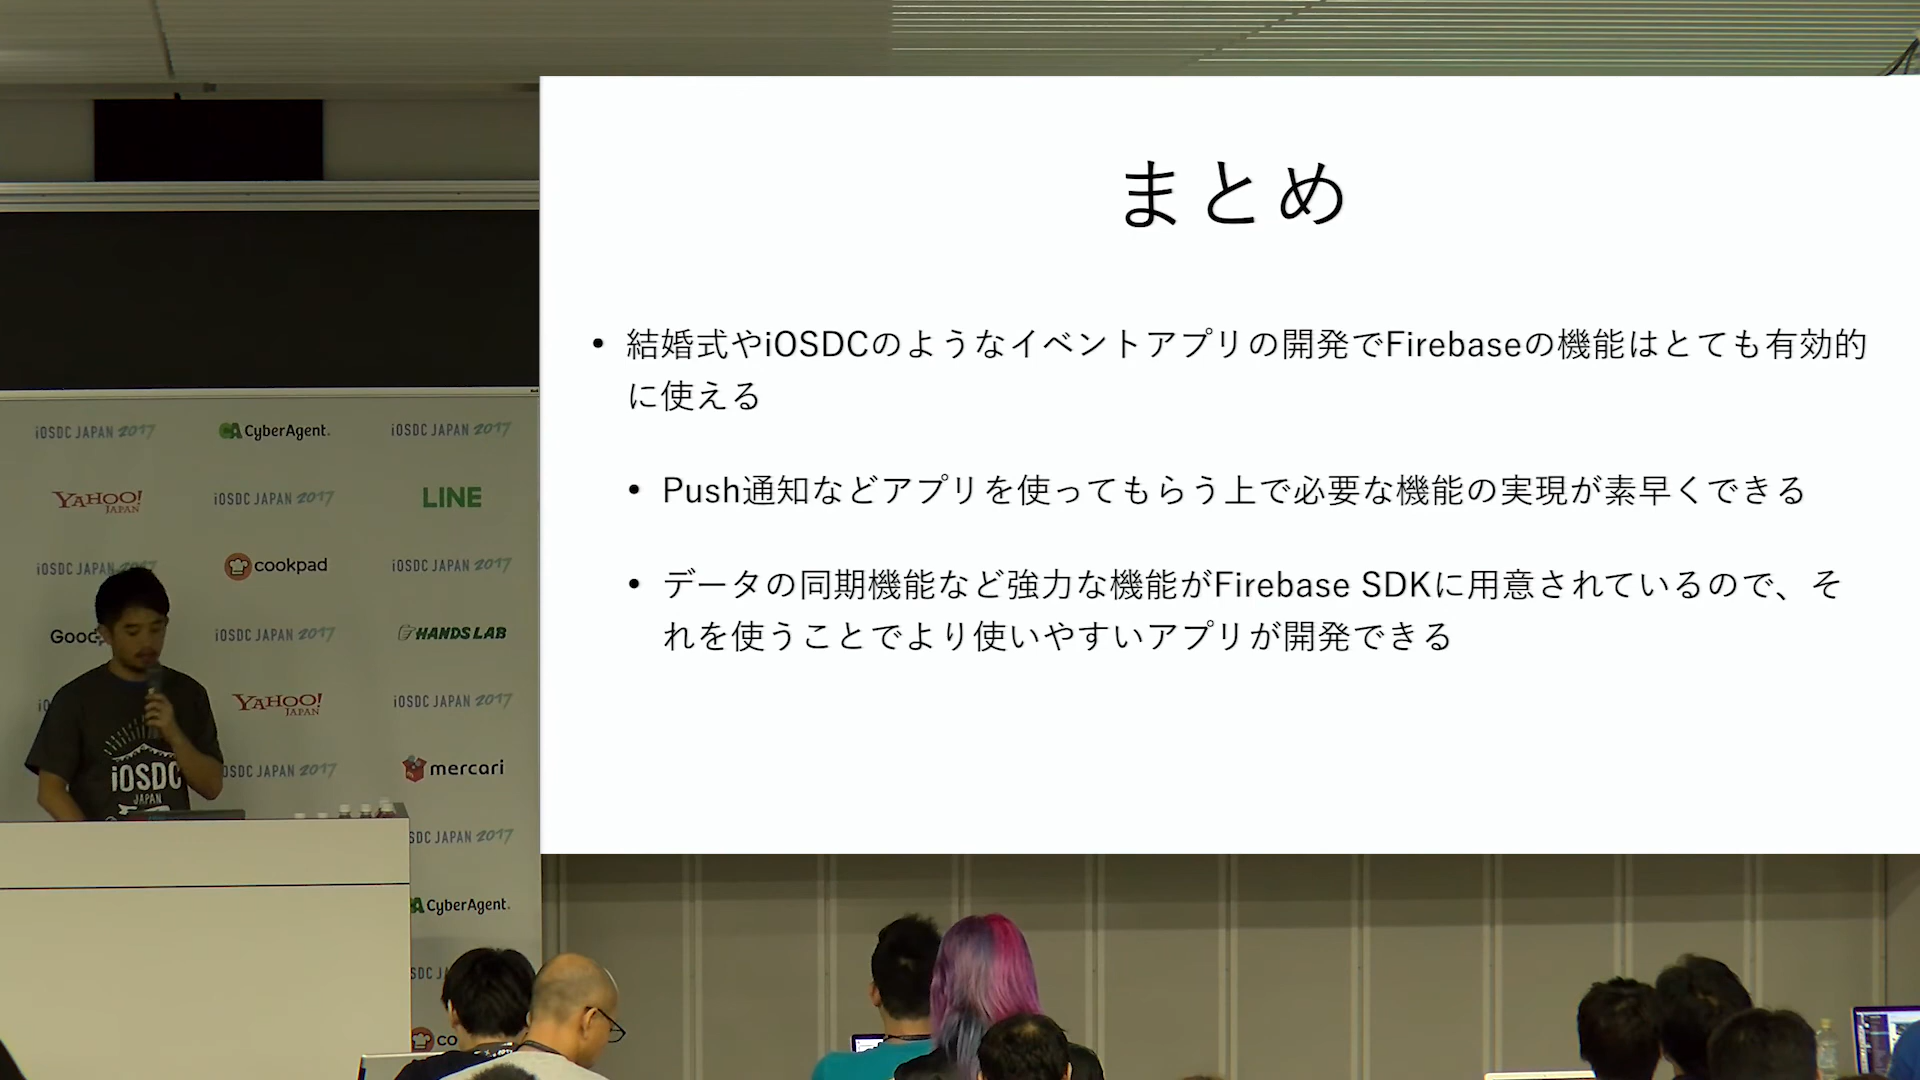 まとめ
• 結婚式やiOSDCのようなイベントアプリの開発でFirebaseの機能はとても有効的
に使える
• Push通知などアプリを使ってもらう上で必要な機能の実現が素早くできる
• データの同期機能など強力な機能がFirebase SDKに用意されているので、そ
れを使うことでより使いやすいアプリが開発できる
iOSDC JAPAN 2017
CyberAgent.
iOSDC JAPAN 2017
YAHOO!
JAPAN
iOSDC JAPAN 2017
LINE
iOSDC JAPAN 2017
cookpad
iOSDC JAPAN 2017
iOSDC JAPAN 2017
HANDS LAB
YAHOO!
JAPAN
iOSDC JAPAN 2017
OSDC JAPAN 2017
mercari
SDC JAPAN 2017
CyberAgent.
SDC J
co
iOSDC
JAPAN